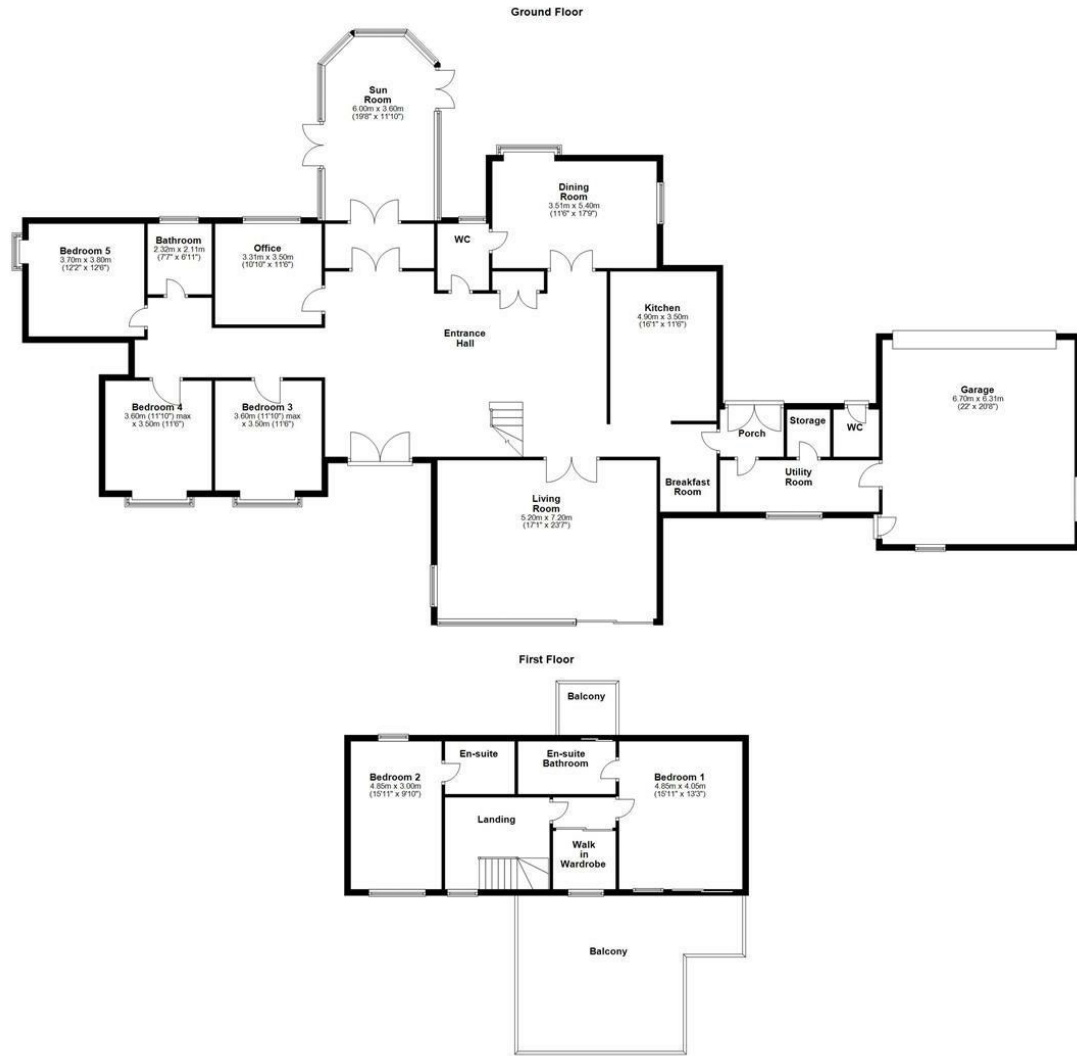 Ground Floor
Sun
Room
6.00m x 3.60m
(19'8" x 11'10")
Dining
Room
3.51m x 5.40m
(11'6" x 17'9")
WC
Bedroom 5
3.70m x 3.80m
(12'2" x 12'6")
Bathroom
2.32m x 2.11m
(7'7" x 6'11")
Office
3.31m x 3.50m
(10'10" x 11'6")
Entrance
Hall
Kitchen
4.90m x 3.50m
(16'1" x 11'6")
Garage
6.70m x 6.31m
(22' x 20'8")
Bedroom 4
3.60m (11'10") max
x 3.50m (11'6")
Bedroom 3
3.60m (11'10") max
x 3.50m (11'6")
Porch
Storage
WC
Utility
Room
Breakfast
Room
Living
Room
5.20m x 7.20m
(17'1" x 23'7")
First Floor
Balcony
Bedroom 2
4.85m x 3.00m
(15'11" x 9'10")
En-suite
En-suite
Bathroom
Bedroom 1
4.85m x 4.05m
(15'11" x 13'3")
Landing
Walk
in
Wardrobe
Balcony